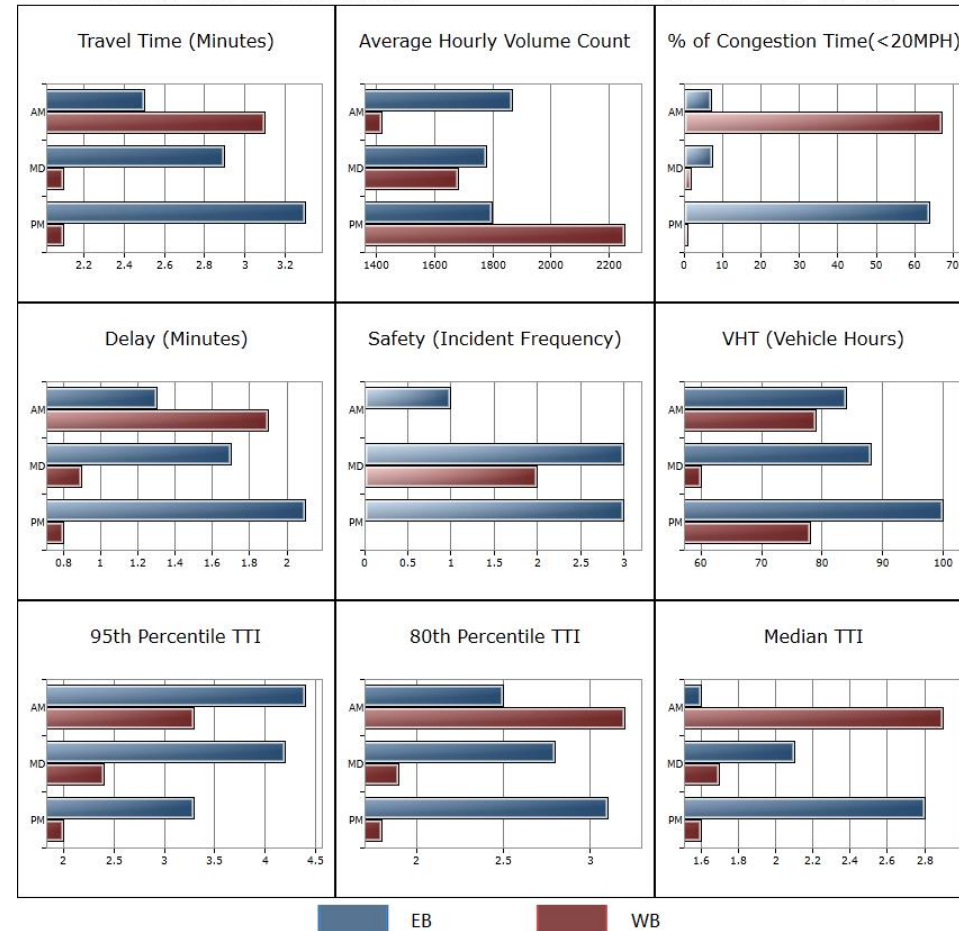 Travel Time (Minutes)
AM
MD
PM
2.2 2.4 2.6 2.8 3 3.2
Average Hourly Volume Count
1400 1600 1800 2000 2200
% of Congestion Time(<20MPH)
AM
MD
PM
0 10 20 30 40 50 60 70
Delay (Minutes)
AM
MD
PM
0.8 1 1.2 1.4 1.6 1.8 2
Safety (Incident Frequency)
AM
MD
PM
0 0.5 1 1.5 2 2.5 3
VHT (Vehicle Hours)
AM
MD
PM
60 70 80 90 100
95th Percentile TTI
AM
MD
PM
2 2.5 3 3.5 4 4.5
80th Percentile TTI
AM
MD
PM
2 2.5 3
Median TTI
AM
MD
PM
1.6 1.8 2 2.2 2.4 2.6 2.8
EB WB